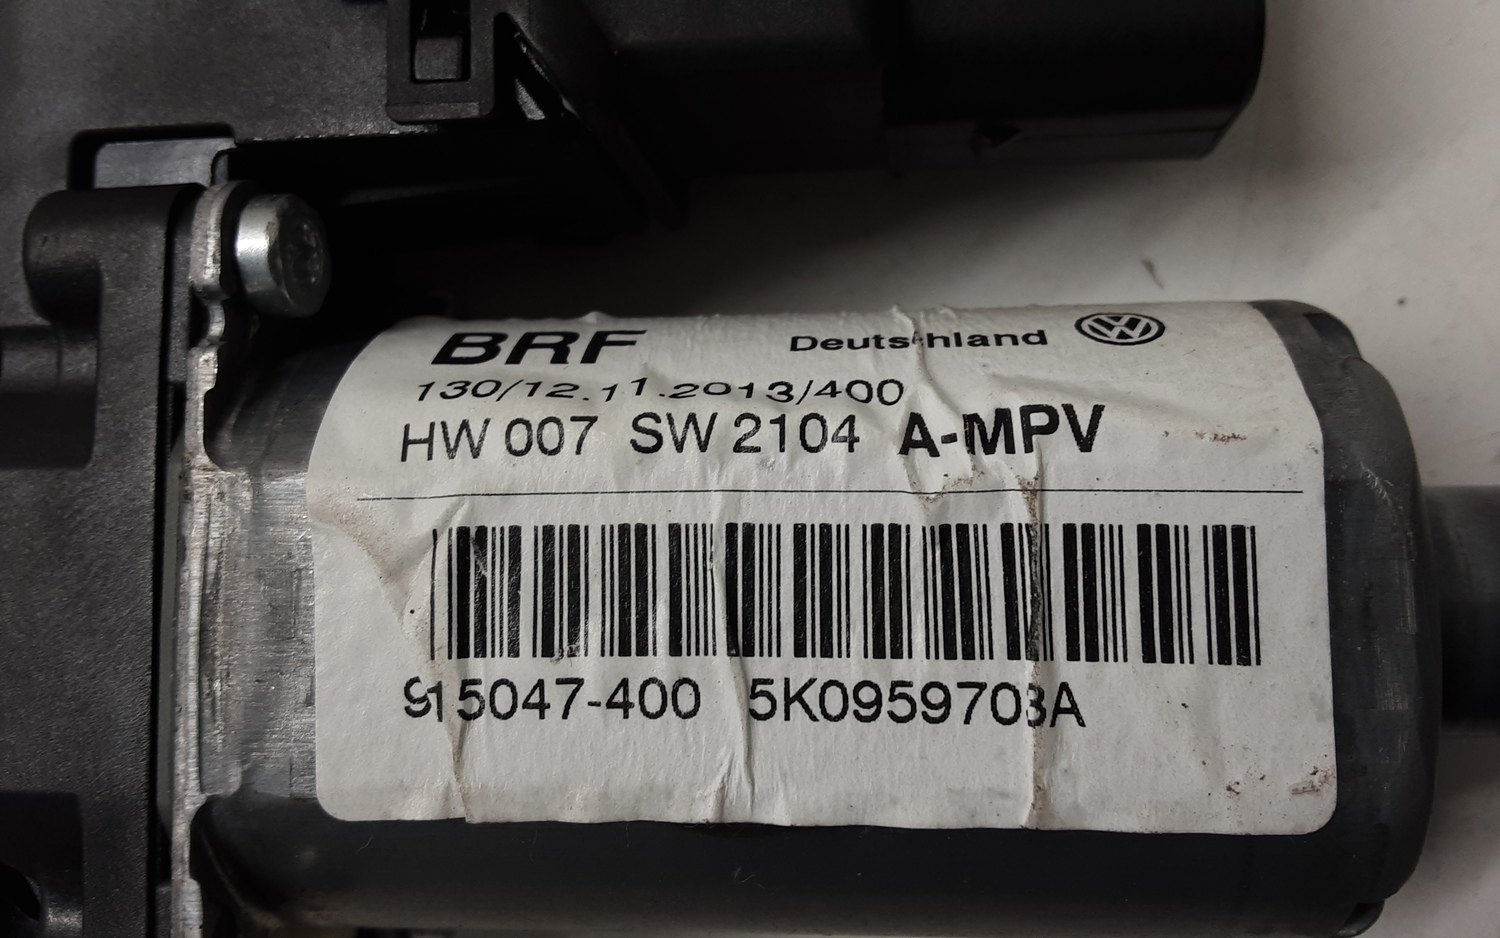 BRF Deutschland
130/12.11.2013/400
HW 007 SW 2104 A-MPV
915047-400 5K0959703A